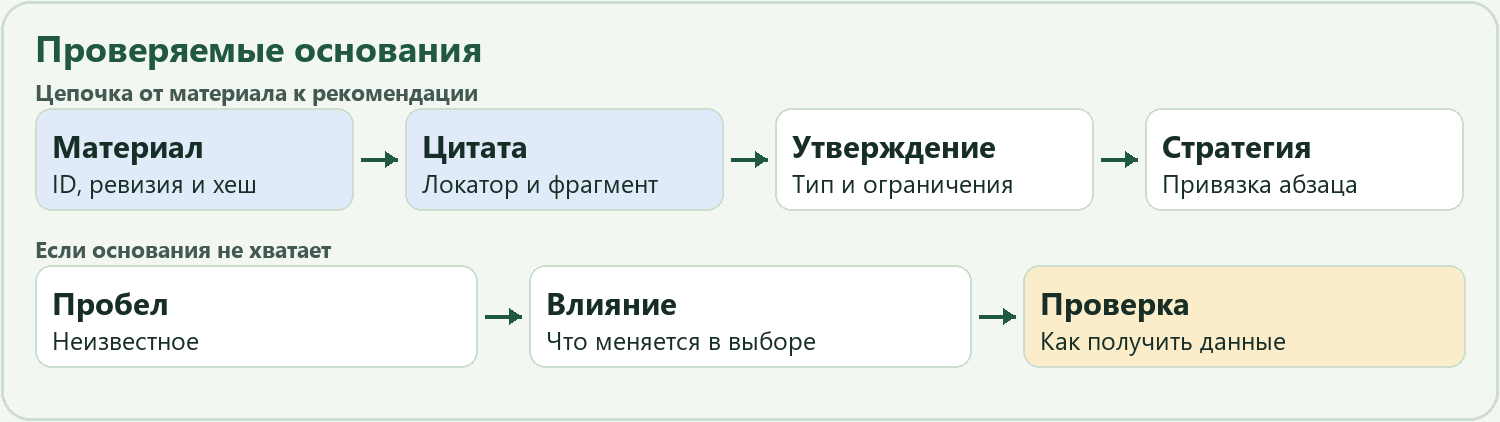 Проверяемые основания
Цепочка от материала к рекомендации
Материал
ID, ревизия и хеш
Цитата
Локатор и фрагмент
Утверждение
Тип и ограничения
Стратегия
Привязка абзаца
Если основания не хватает
Пробел
Неизвестное
Влияние
Что меняется в выборе
Проверка
Как получить данные